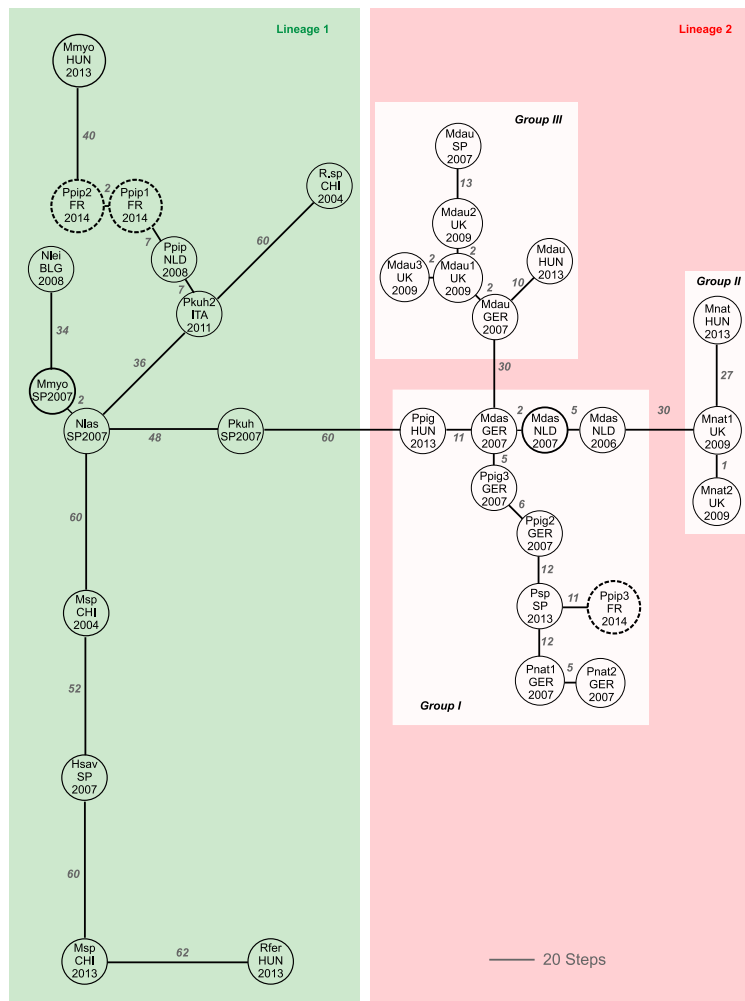 Lineage 1
Lineage 2
Mmyo
HUN
2013
40
Ppip2
FR
2014
2
Ppip1
FR
2014
7
Ppip
NLD
2008
7
Pkuh2
ITA
2011
R.sp
CHI
2004
60
Nlei
BLG
2008
34
Mmyo
SP2007
2
36
Nlas
SP2007
48
Pkuh
SP2007
60
60
Msp
CHI
2004
52
Hsav
SP
2007
60
Msp
CHI
2013
62
Rfer
HUN
2013
Group III
Mdau
SP
2007
13
Mdau2
UK
2009
2
Mdau3
UK
2009
2
Mdau1
UK
2009
2
Mdau
HUN
2013
10
Mdau
GER
2007
30
Group II
Mnat
HUN
2013
27
Mnat1
UK
2009
1
Mnat2
UK
2009
Ppig
HUN
2013
11
Mdas
GER
2007
2
Mdas
NLD
2007
5
Mdas
NLD
2006
30
5
Ppig3
GER
2007
6
Ppig2
GER
2007
12
Psp
SP
2013
11
Ppip3
FR
2014
12
Pnat1
GER
2007
5
Pnat2
GER
2007
Group I
20 Steps